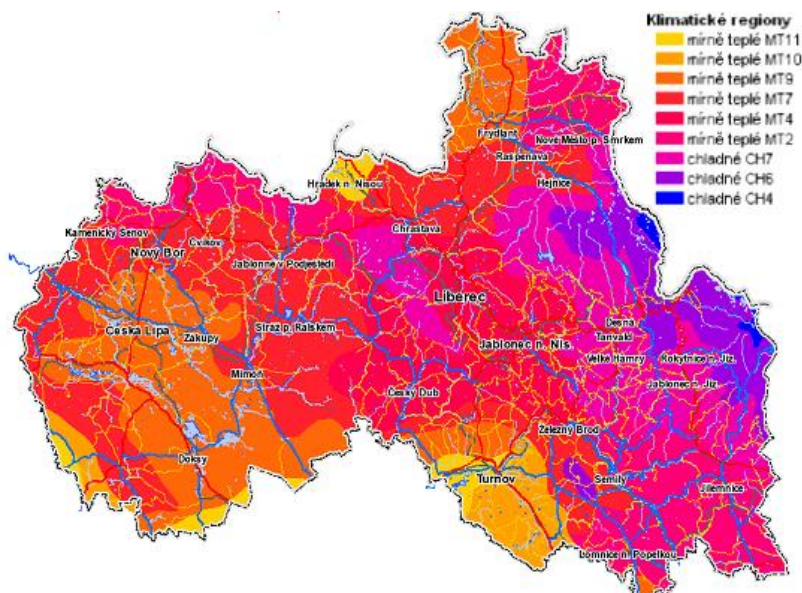 Klimatické regiony
mírně teplé MT11
mírně teplé MT10
mírně teplé MT9
mírně teplé MT7
mírně teplé MT4
mírně teplé MT2
chladné CH7
chladné CH6
chladné CH4
Frýdlant
Nové Město p. Smrkem
Raspenava
Hrádek n. Nisou
Hejnice
Chrastava
Kamenický Šenov
Cvikov
Nový Bor
Jablonné v Podještědí
Liberec
Česká Lípa
Stráž p. Ralskem
Zákupy
Desná
Tanvald
Jablonec n. Nis.
Velké Hamry
Rokytnice n. Jiz.
Mimoň
Jablonec n. Jiz.
Český Dub
Železný Brod
Doksy
Turnov
Semily
Jilemnice
Lomnice n. Popelkou